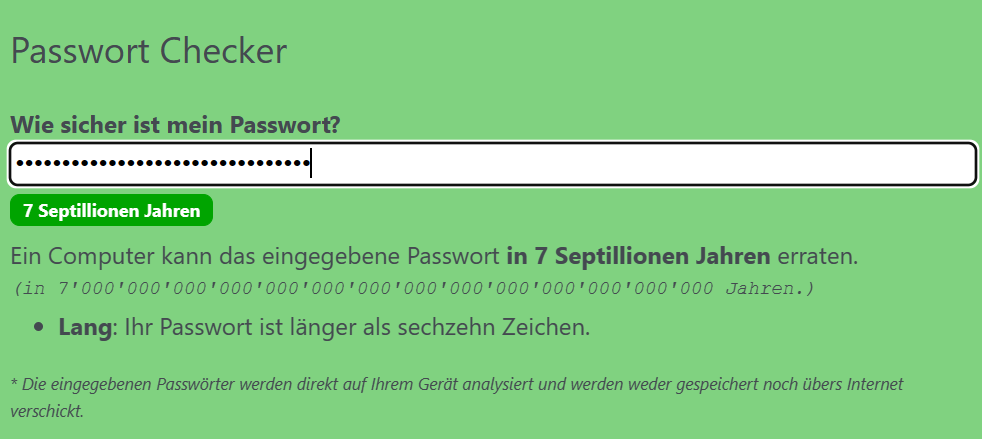 Passwort Checker
Wie sicher ist mein Passwort?
••••••••••••••••••••••••••••••••
7 Septillionen Jahren
Ein Computer kann das eingegebene Passwort in 7 Septillionen Jahren erraten.
(in 7'000'000'000'000'000'000'000'000'000'000'000'000'000'000 Jahren.)
• Lang: Ihr Passwort ist länger als sechzehn Zeichen.
* Die eingegebenen Passwörter werden direkt auf Ihrem Gerät analysiert und werden weder gespeichert noch übers Internet
verschickt.